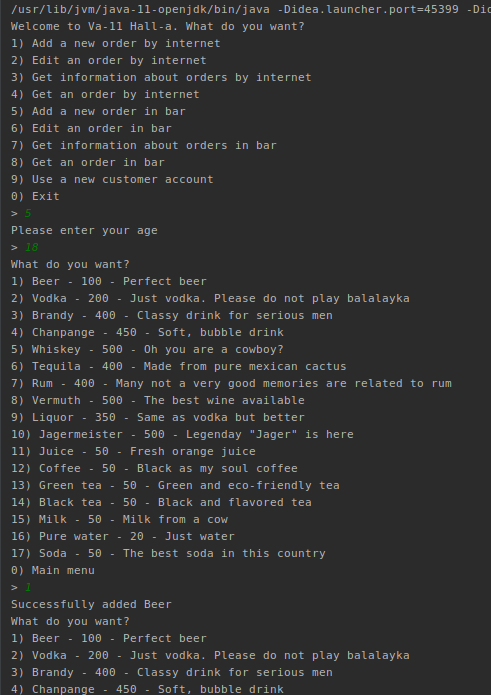 /usr/lib/jvm/java-11-openjdk/bin/java -Didea.launcher.port=45399 -Did
Welcome to Va-11 Hall-a. What do you want?
1) Add a new order by internet
2) Edit an order by internet
3) Get information about orders by internet
4) Get an order by internet
5) Add a new order in bar
6) Edit an order in bar
7) Get information about orders in bar
8) Get an order in bar
9) Use a new customer account
0) Exit
> 5
Please enter your age
> 18
What do you want?
1) Beer - 100 - Perfect beer
2) Vodka - 200 - Just vodka. Please do not play balalayka
3) Brandy - 400 - Classy drink for serious men
4) Chanpange - 450 - Soft, bubble drink
5) Whiskey - 500 - Oh you are a cowboy?
6) Tequila - 400 - Made from pure mexican cactus
7) Rum - 400 - Many not a very good memories are related to rum
8) Vermuth - 500 - The best wine available
9) Liquor - 350 - Same as vodka but better
10) Jagermeister - 500 - Legenday "Jager" is here
11) Juice - 50 - Fresh orange juice
12) Coffee - 50 - Black as my soul coffee
13) Green tea - 50 - Green and eco-friendly tea
14) Black tea - 50 - Black and flavored tea
15) Milk - 50 - Milk from a cow
16) Pure water - 20 - Just water
17) Soda - 50 - The best soda in this country
0) Main menu
> 1
Successfully added Beer
What do you want?
1) Beer - 100 - Perfect beer
2) Vodka - 200 - Just vodka. Please do not play balalayka
3) Brandy - 400 - Classy drink for serious men
4) Chanpange - 450 - Soft, bubble drink